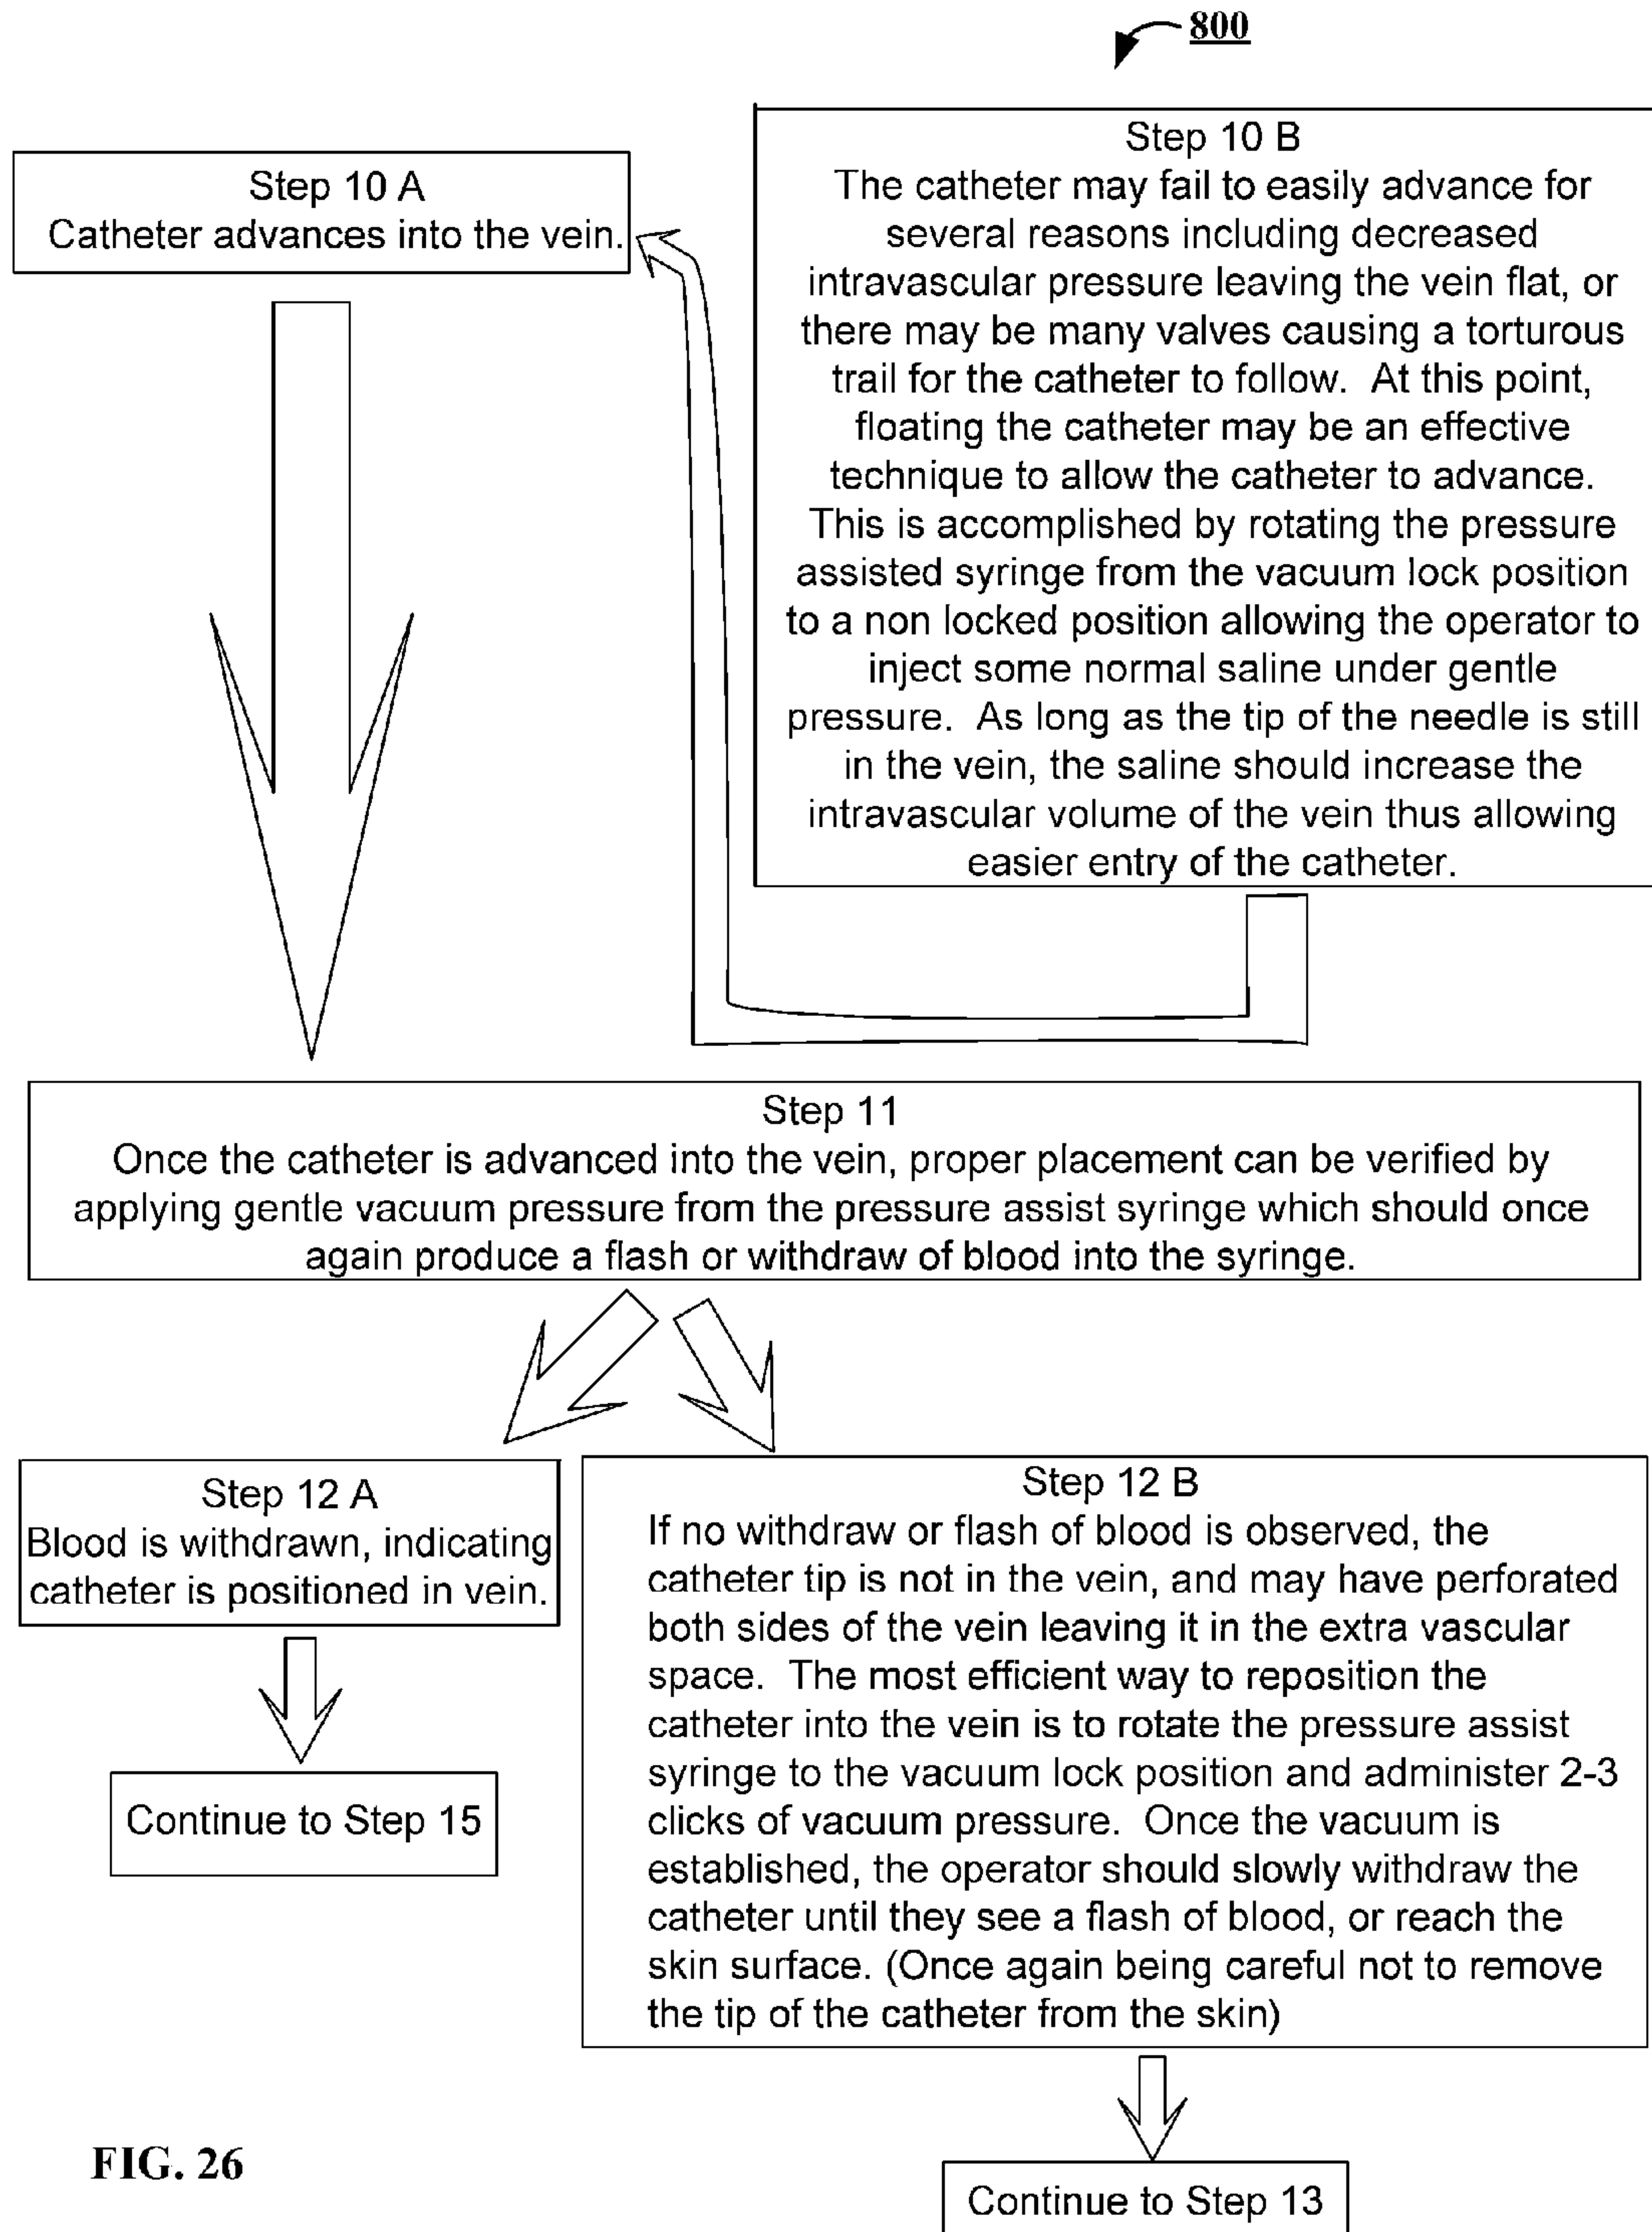 800
Step 10 A
Catheter advances into the vein.
Step 10 B
The catheter may fail to easily advance for
several reasons including decreased
intravascular pressure leaving the vein flat, or
there may be many valves causing a torturous
trail for the catheter to follow.  At this point,
floating the catheter may be an effective
technique to allow the catheter to advance.
This is accomplished by rotating the pressure
assisted syringe from the vacuum lock position
to a non locked position allowing the operator to
inject some normal saline under gentle
pressure.  As long as the tip of the needle is still
in the vein, the saline should increase the
intravascular volume of the vein thus allowing
easier entry of the catheter.
Step 11
Once the catheter is advanced into the vein, proper placement can be verified by
applying gentle vacuum pressure from the pressure assist syringe which should once
again produce a flash or withdraw of blood into the syringe.
Step 12 A
Blood is withdrawn, indicating
catheter is positioned in vein.
Continue to Step 15
Step 12 B
If no withdraw or flash of blood is observed, the
catheter tip is not in the vein, and may have perforated
both sides of the vein leaving it in the extra vascular
space.  The most efficient way to reposition the
catheter into the vein is to rotate the pressure assist
syringe to the vacuum lock position and administer 2-3
clicks of vacuum pressure.  Once the vacuum is
established, the operator should slowly withdraw the
catheter until they see a flash of blood, or reach the
skin surface. (Once again being careful not to remove
the tip of the catheter from the skin)
Continue to Step 13
FIG. 26